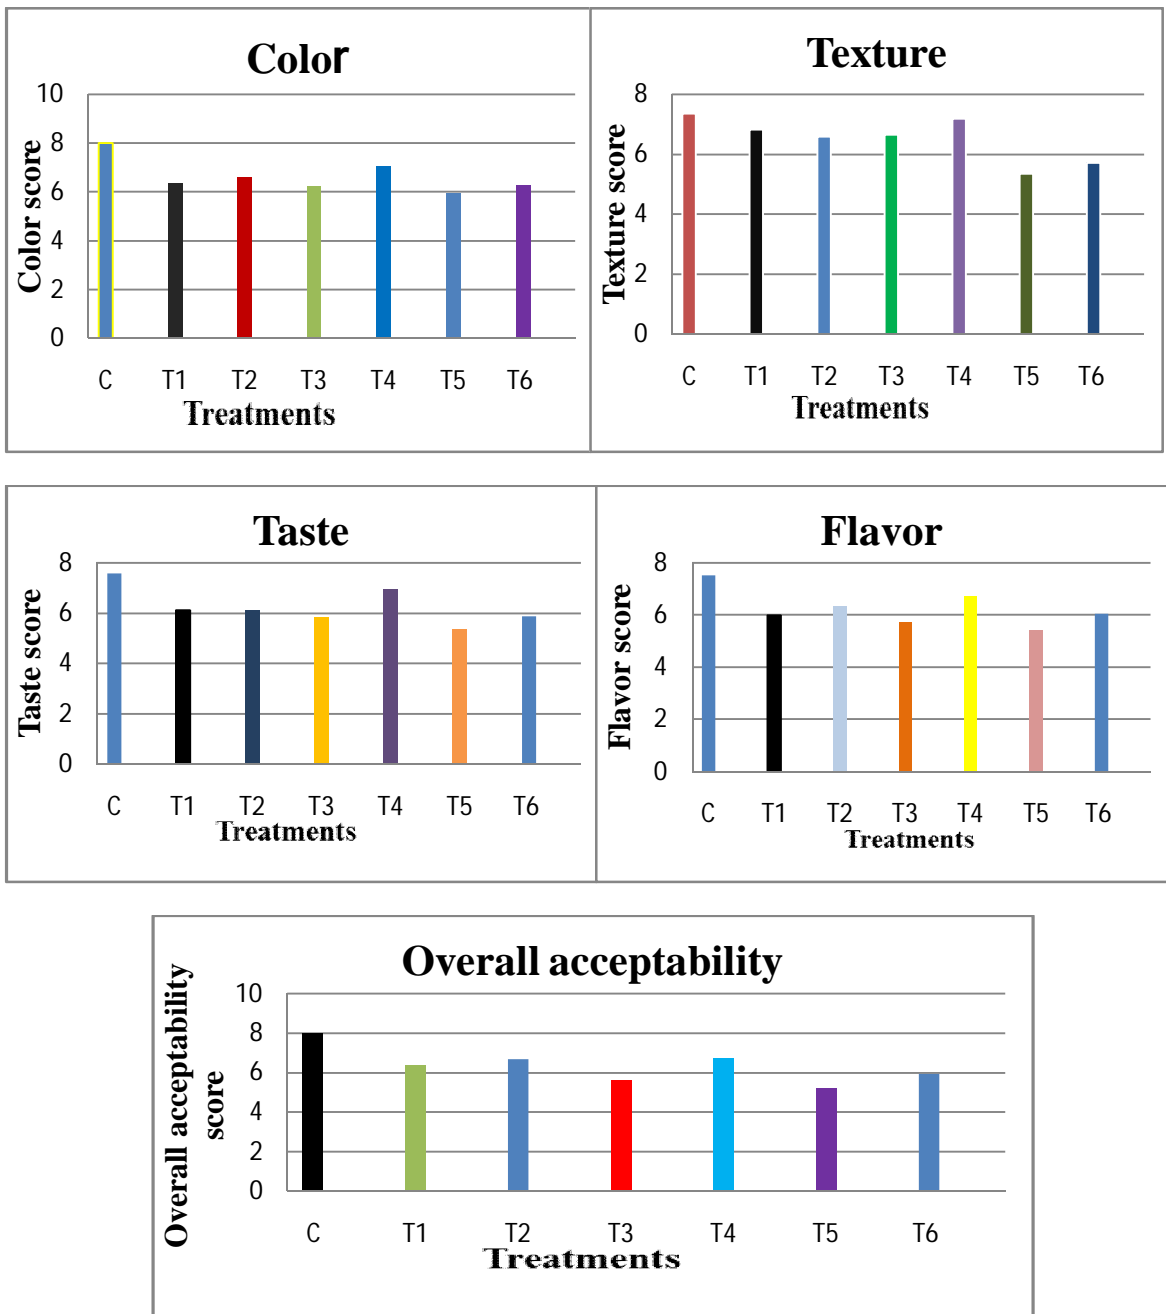 Color
Color score
10
8
6
4
2
0
C T1 T2 T3 T4 T5 T6
Treatments
Texture
Texture score
8
6
4
2
0
C T1 T2 T3 T4 T5 T6
Treatments
Taste
Taste score
8
6
4
2
0
C T1 T2 T3 T4 T5 T6
Treatments
Flavor
Flavor score
8
6
4
2
0
C T1 T2 T3 T4 T5 T6
Treatments
Overall acceptability
Overall acceptability
score
10
8
6
4
2
0
C T1 T2 T3 T4 T5 T6
Treatments